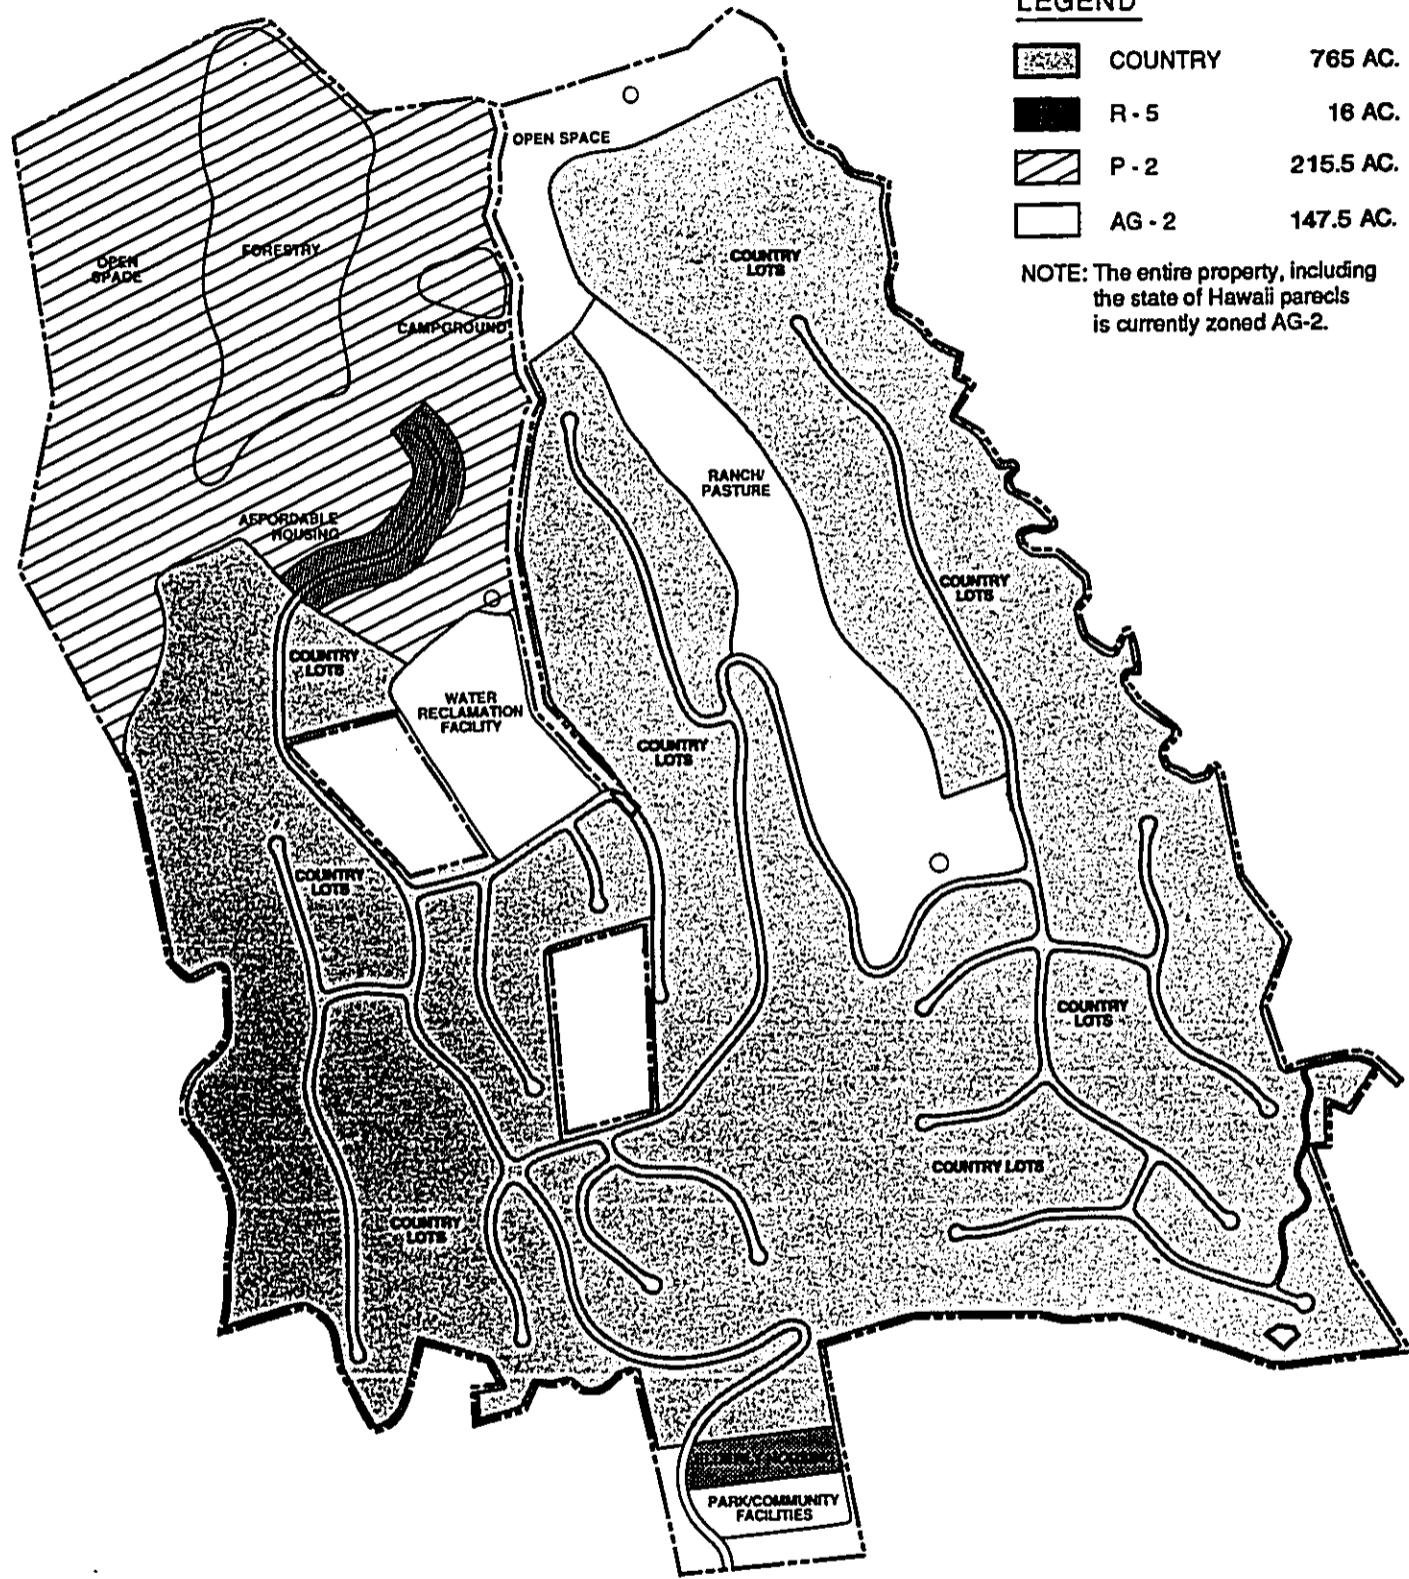 LEGEND
COUNTRY 765 AC.
R - 5 16 AC.
P - 2 215.5 AC.
AG - 2 147.5 AC.
NOTE: The entire property, including
the state of Hawaii parecls
is currently zoned AG-2.
OPEN SPACE
OPEN
SPACE
FORESTRY
COUNTRY
LOTS
CAMPGROUND
RANCH/
PASTURE
AFFORDABLE
HOUSING
COUNTRY
LOTS
COUNTRY
LOTS
WATER
RECLAMATION
FACILITY
COUNTRY
LOTS
COUNTRY
LOTS
COUNTRY
LOTS
COUNTRY LOTS
COUNTRY
LOTS
HOUSING
PARK/COMMUNITY
FACILITIES